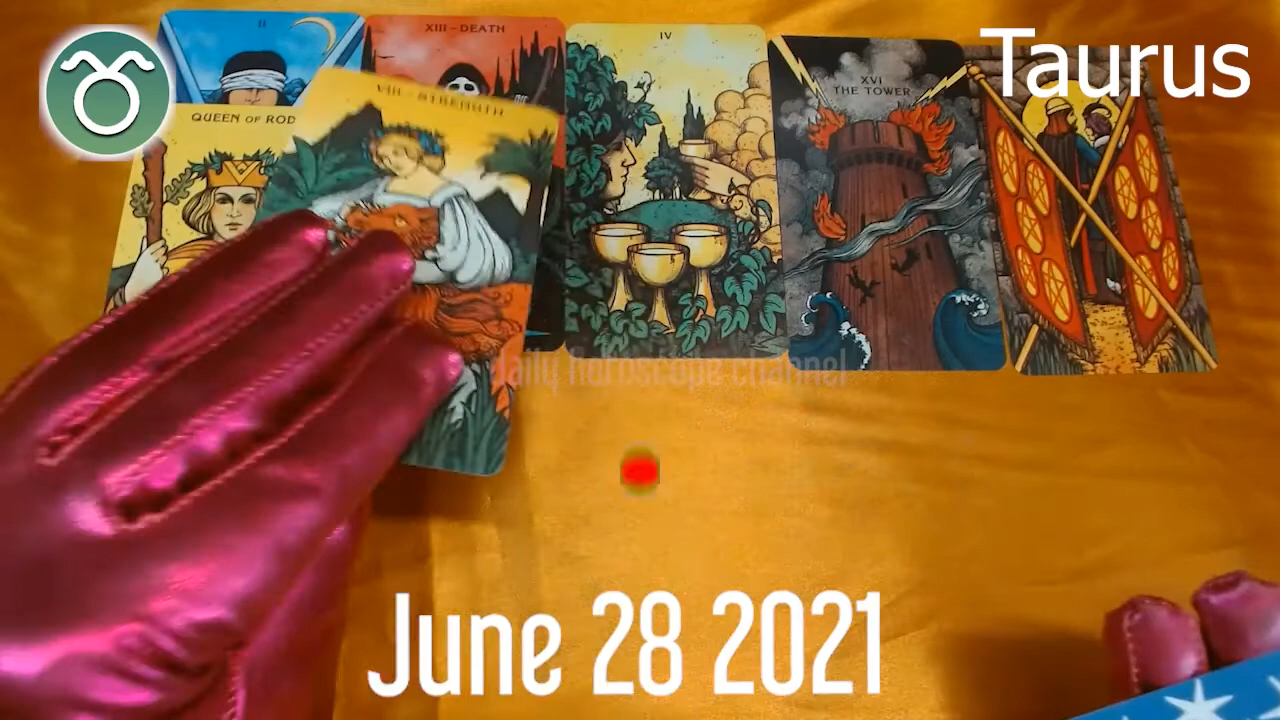 Taurus
II
XIII – DEATH
IV
XVI
THE TOWER
VIII – STRENGTH
QUEEN OF ROD
daily horoscope channel
June 28 2021